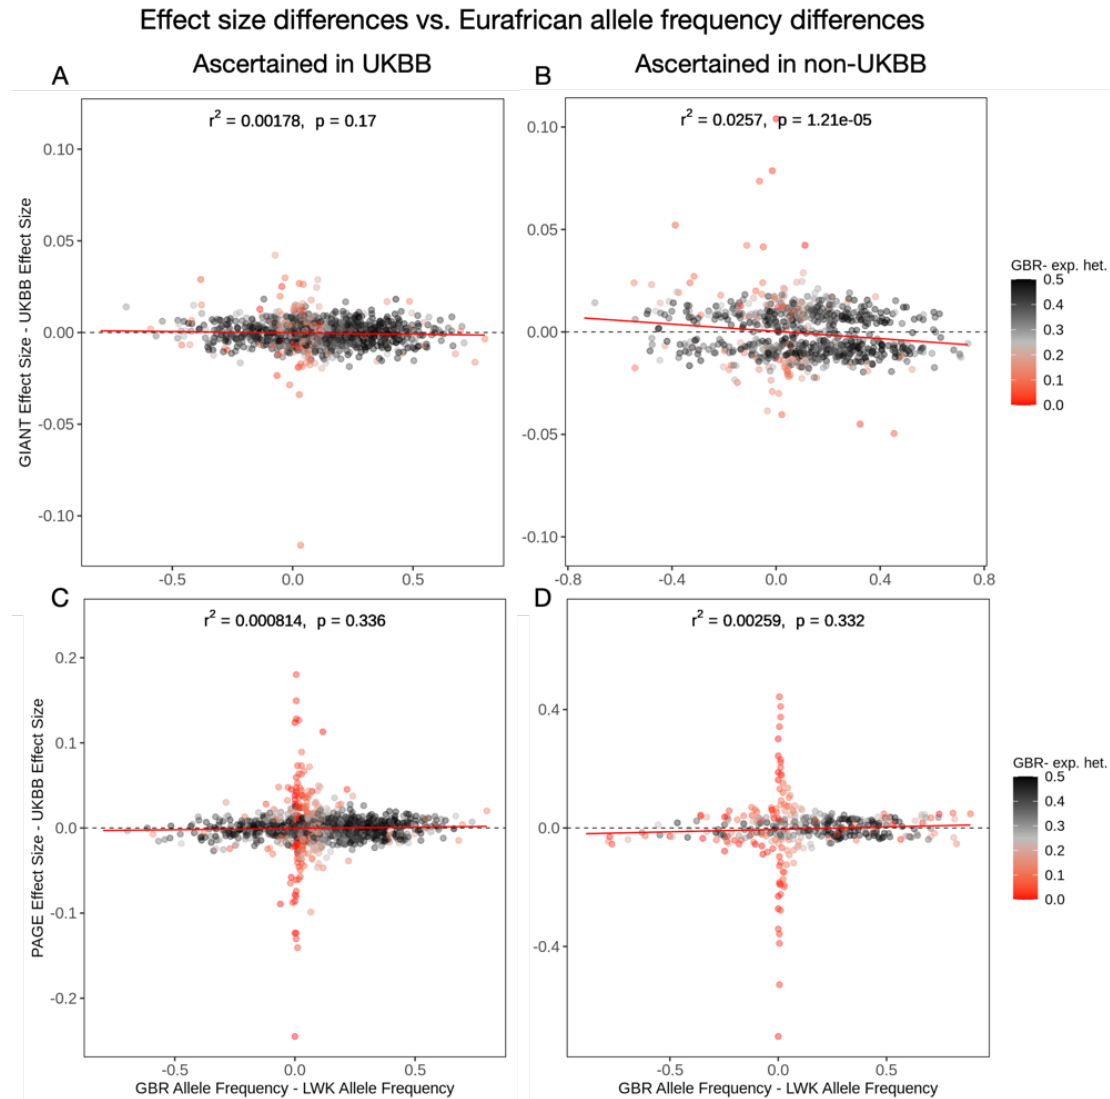 Effect size differences vs. Eurafrican allele frequency differences
Ascertained in UKBB
Ascertained in non-UKBB
A
r² = 0.00178, p = 0.17
GIANT Effect Size - UKBB Effect Size
0.10
0.05
0.00
-0.05
-0.10
-0.5 0.0 0.5
B
r² = 0.0257, p = 1.21e-05
0.10
0.05
0.00
-0.05
-0.10
-0.8 -0.4 0.0 0.4 0.8
GBR- exp. het.
0.5
0.4
0.3
0.2
0.1
0.0
C
r² = 0.000814, p = 0.336
PAGE Effect Size - UKBB Effect Size
0.2
0.1
0.0
-0.1
-0.2
-0.5 0.0 0.5
GBR Allele Frequency - LWK Allele Frequency
D
r² = 0.00259, p = 0.332
0.4
0.0
-0.4
-0.5 0.0 0.5
GBR Allele Frequency - LWK Allele Frequency
GBR- exp. het.
0.5
0.4
0.3
0.2
0.1
0.0